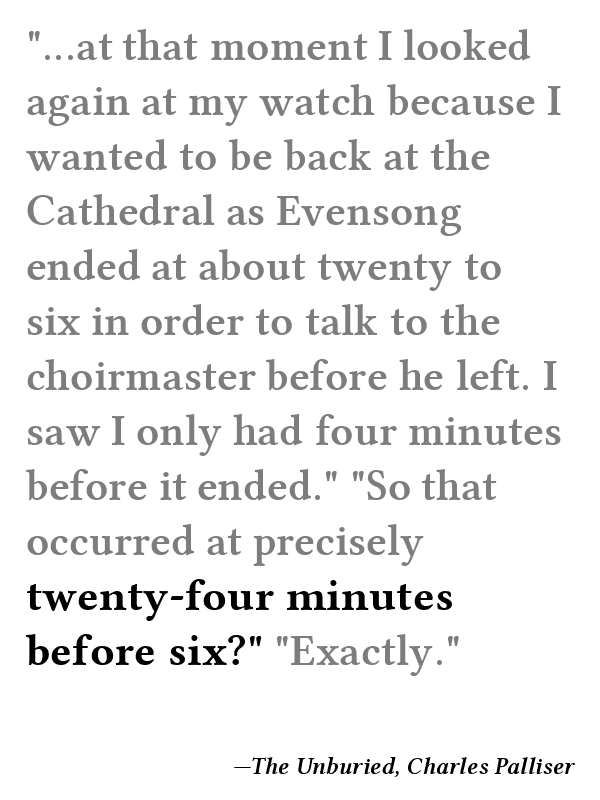 "...at that moment I looked
again at my watch because I
wanted to be back at the
Cathedral as Evensong
ended at about twenty to
six in order to talk to the
choirmaster before he left. I
saw I only had four minutes
before it ended." "So that
occurred at precisely
twenty-four minutes
before six?" "Exactly."
—The Unburied, Charles Palliser